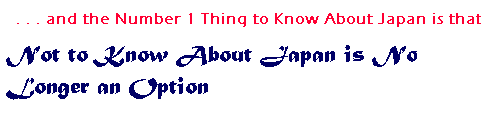 . . . and the Number 1 Thing to Know About Japan is that
Not to Know About Japan is No
Longer an Option